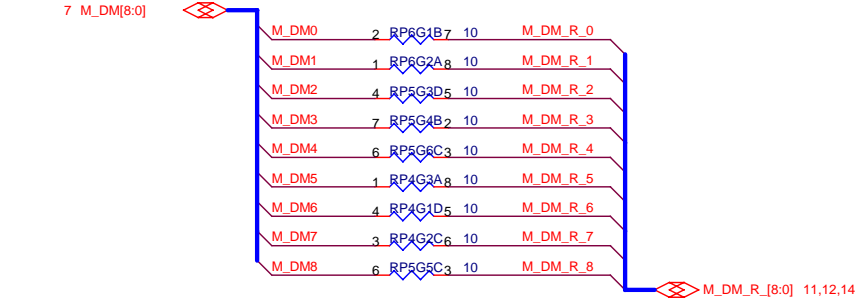 7 M_DM[8:0]
M_DM0 2 RP6G1B 7 10 M_DM_R_0
M_DM1 1 RP6G2A 8 10 M_DM_R_1
M_DM2 4 RP5G3D 5 10 M_DM_R_2
M_DM3 7 RP5G4B 2 10 M_DM_R_3
M_DM4 6 RP5G6C 3 10 M_DM_R_4
M_DM5 1 RP4G3A 8 10 M_DM_R_5
M_DM6 4 RP4G1D 5 10 M_DM_R_6
M_DM7 3 RP4G2C 6 10 M_DM_R_7
M_DM8 6 RP5G5C 3 10 M_DM_R_8
M_DM_R_[8:0] 11,12,14